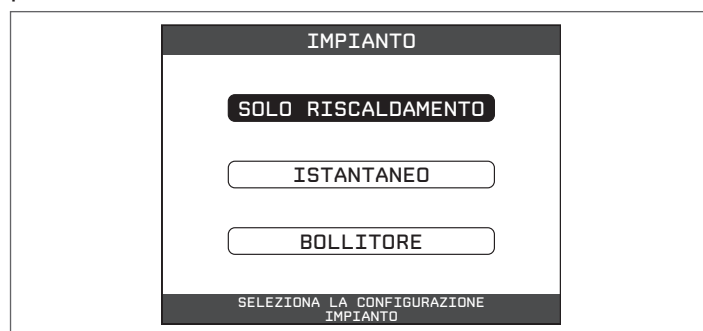 IMPIANTO
SOLO RISCALDAMENTO
ISTANTANEO
BOLLITORE
SELEZIONA LA CONFIGURAZIONE
IMPIANTO